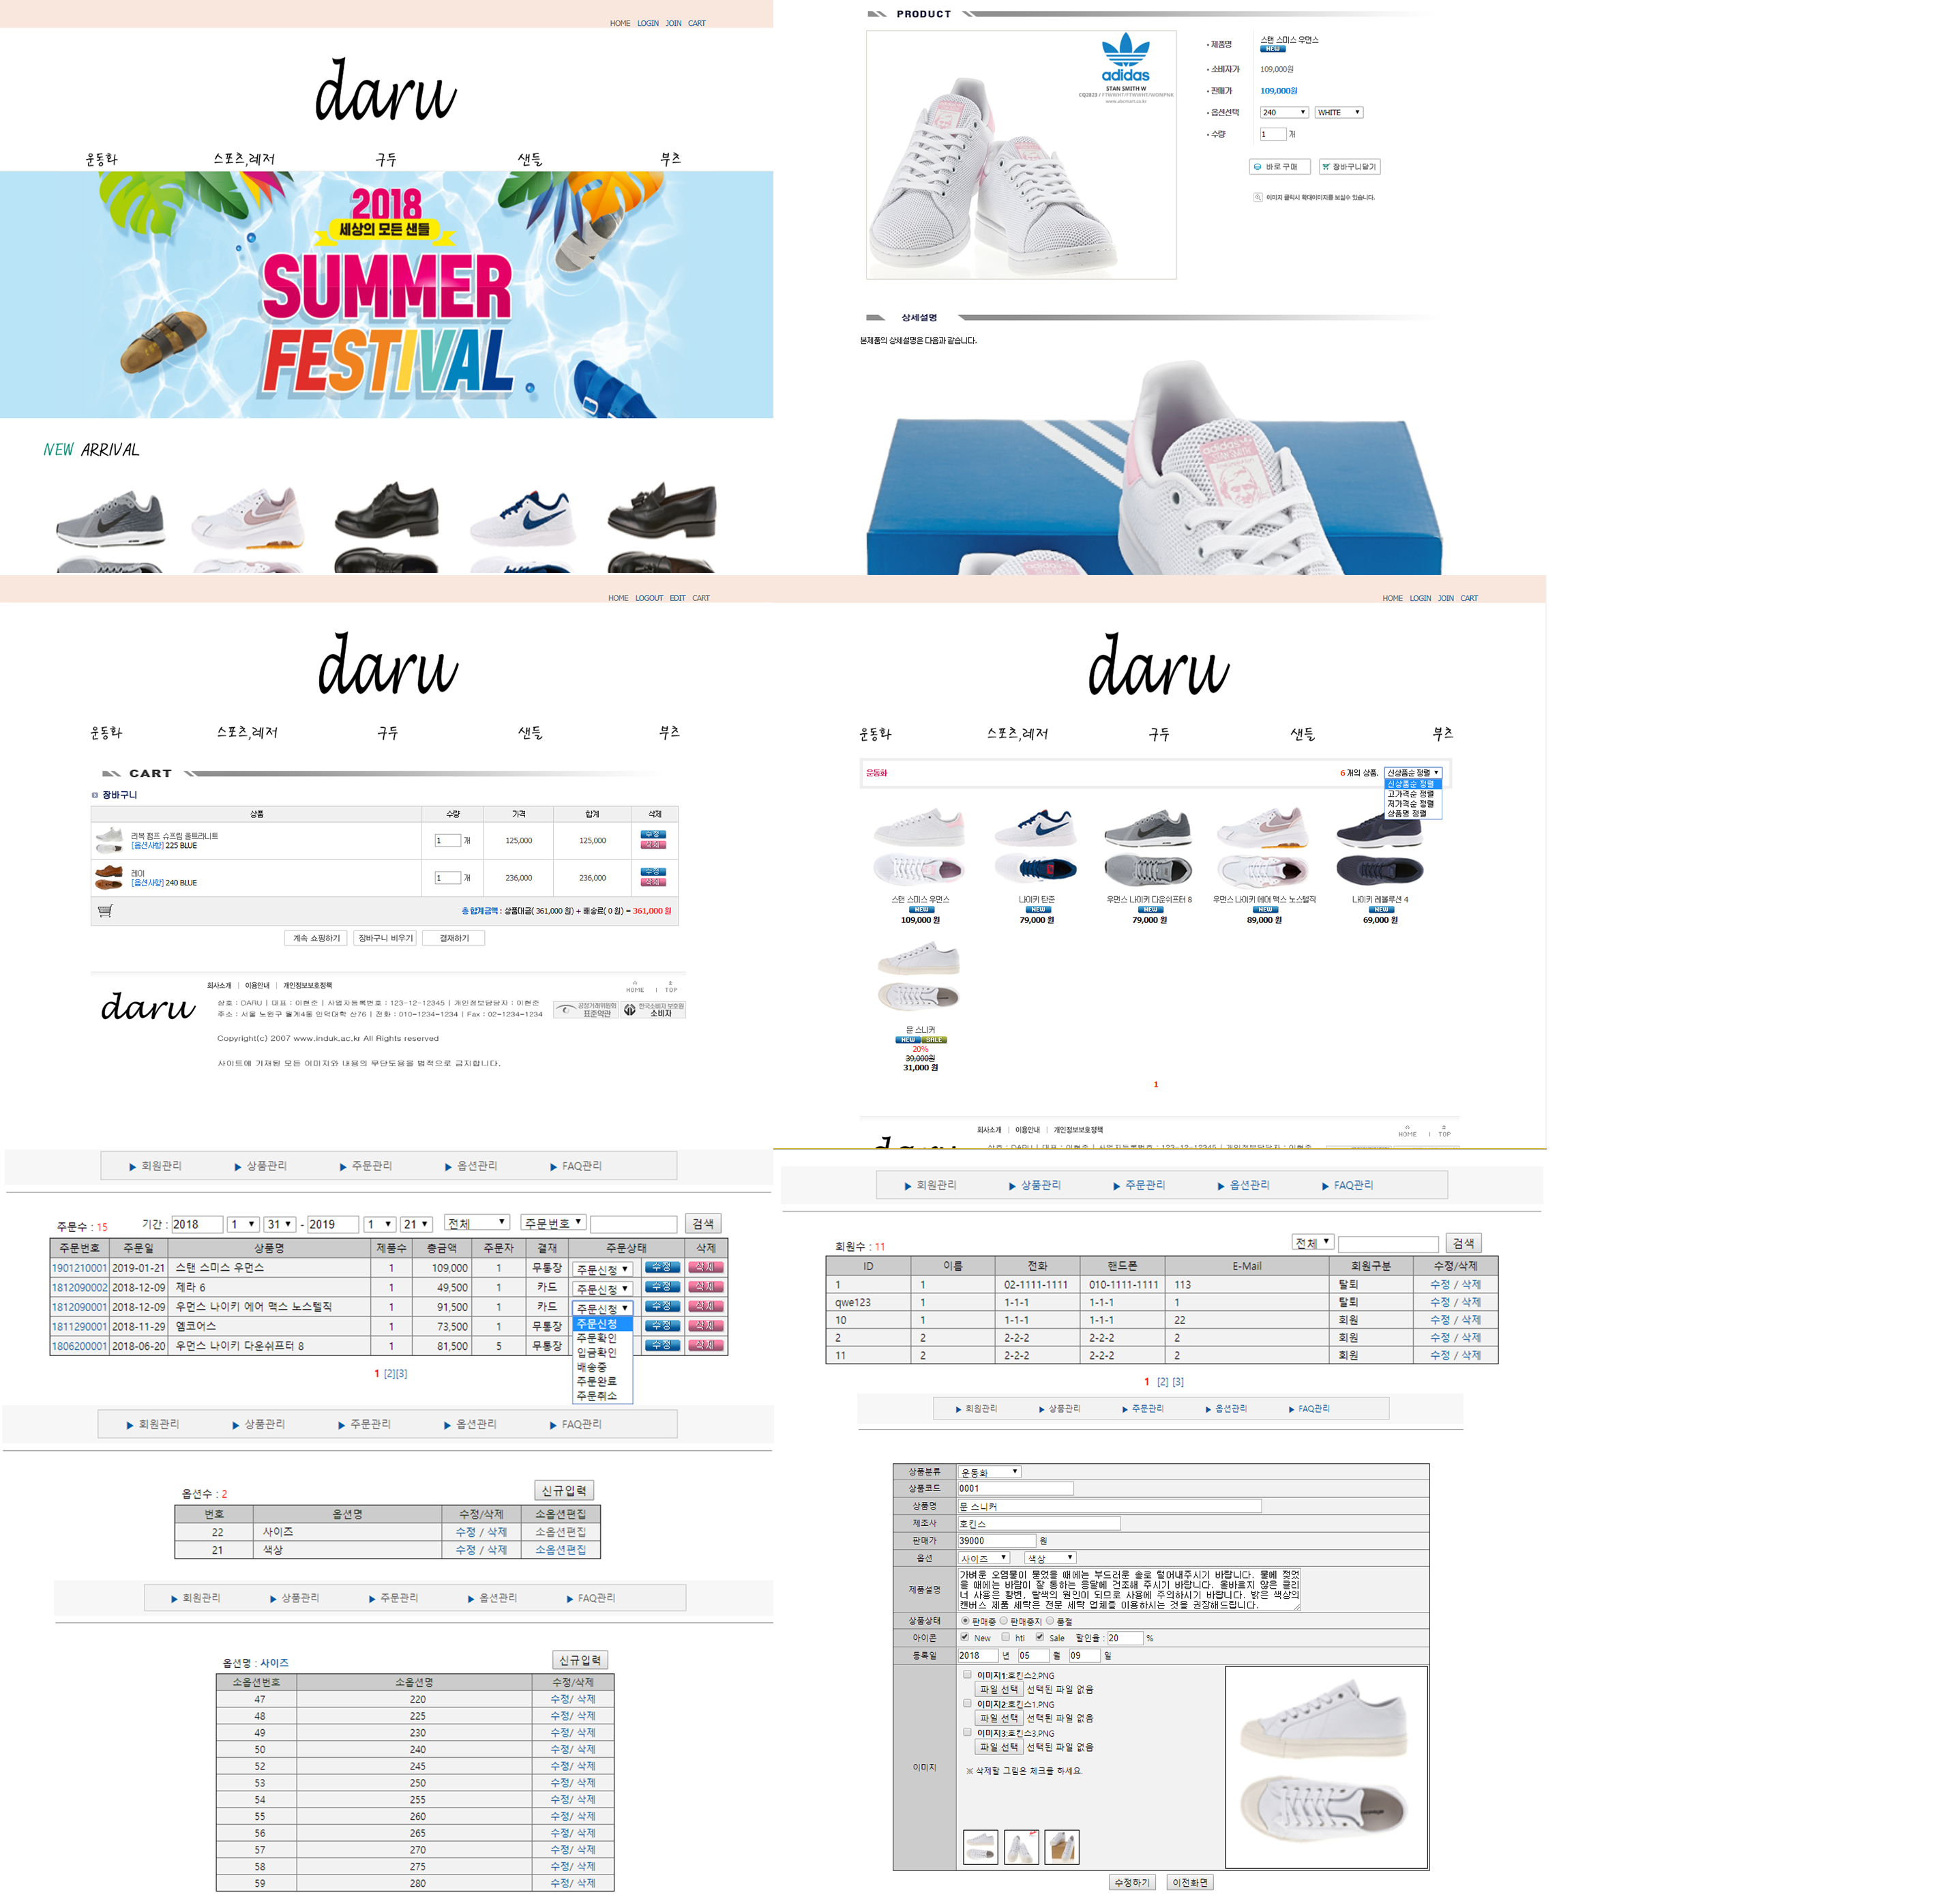 HOME LOGIN JOIN CART
daru
운동화 스포츠,레저 구두 샌들 부츠
2018
세상의 모든 샌들
SUMMER
FESTIVAL
NEW ARRIVAL
PRODUCT
adidas
STAN SMITH W
CQ2823 / FTWWHT/FTWWHT/WONPNK
www.abcmart.co.kr
• 제품명 스탠 스미스 우먼스
NEW
• 소비자가 109,000원
• 판매가 109,000원
• 옵션선택 240 WHITE
• 수량 1 개
바로 구매 장바구니담기
이미지 클릭시 확대이미지를 보실수 있습니다.
상세설명
본제품의 상세설명은 다음과 같습니다.
HOME LOGOUT EDIT CART
daru
운동화 스포츠,레저 구두 샌들 부츠
CART
장바구니
상품 수량 가격 합계 삭제
리복 펌프 슈프림 울트라니트
[옵션사항] 225 BLUE
1 개 125,000 125,000 수정 삭제
레이
[옵션사항] 240 BLUE
1 개 236,000 236,000 수정 삭제
총 합계금액 : 상품대금( 361,000 원) + 배송료( 0 원) = 361,000 원
계속 쇼핑하기 장바구니 비우기 결재하기
회사소개 | 이용안내 | 개인정보보호정책
HOME | TOP
daru
상호 : DARU | 대표 : 이현준 | 사업자등록번호 : 123-12-12345 | 개인정보담당자 : 이현준
주소 : 서울 노원구 월계4동 인덕대학 산76 | 전화 : 010-1234-1234 | Fax : 02-1234-1234
공정거래위원회 표준약관 한국소비자보호원 소비자
Copyright(c) 2007 www.induk.ac.kr All Rights reserved
사이트에 기재된 모든 이미지와 내용의 무단도용을 법적으로 금지합니다.
HOME LOGIN JOIN CART
daru
운동화 스포츠,레저 구두 샌들 부츠
운동화 6 개의 상품. 신상품순 정렬
신상품순 정렬
고가격순 정렬
저가격순 정렬
상품명 정렬
스탠 스미스 우먼스 나이키 탄준 우먼스 나이키 다운쉬프터 8 우먼스 나이키 에어 맥스 노스텔직 나이키 레볼루션 4
NEW NEW NEW NEW NEW
109,000 원 79,000 원 79,000 원 89,000 원 69,000 원
문 스니커
NEW SALE
20%
39,000원
31,000 원
1
회사소개 | 이용안내 | 개인정보보호정책
HOME | TOP
▶ 회원관리 ▶ 상품관리 ▶ 주문관리 ▶ 옵션관리 ▶ FAQ관리
주문수 : 15 기간 : 2018 1 31 - 2019 1 21 전체 주문번호 검색
주문번호 주문일 상품명 제품수 총금액 주문자 결재 주문상태 삭제
1901210001 2019-01-21 스탠 스미스 우먼스 1 109,000 1 무통장 주문신청 수정 삭제
1812090002 2018-12-09 제라 6 1 49,500 1 카드 주문신청 수정 삭제
1812090001 2018-12-09 우먼스 나이키 에어 맥스 노스텔직 1 91,500 1 카드 주문신청 수정 삭제
1811290001 2018-11-29 엠코어스 1 73,500 1 무통장 수정 삭제
1806200001 2018-06-20 우먼스 나이키 다운쉬프터 8 1 81,500 5 무통장 수정 삭제
주문신청
주문확인
입금확인
배송중
주문완료
주문취소
1 [2][3]
▶ 회원관리 ▶ 상품관리 ▶ 주문관리 ▶ 옵션관리 ▶ FAQ관리
회원수 : 11 전체 검색
ID 이름 전화 핸드폰 E-Mail 회원구분 수정/삭제
1 1 02-1111-1111 010-1111-1111 113 탈퇴 수정 / 삭제
qwe123 1 1-1-1 1-1-1 1 탈퇴 수정 / 삭제
10 1 1-1-1 1-1-1 22 회원 수정 / 삭제
2 2 2-2-2 2-2-2 2 회원 수정 / 삭제
11 2 2-2-2 2-2-2 2 회원 수정 / 삭제
1 [2] [3]
▶ 회원관리 ▶ 상품관리 ▶ 주문관리 ▶ 옵션관리 ▶ FAQ관리
옵션수 : 2 신규입력
번호 옵션명 수정/삭제 소옵션편집
22 사이즈 수정 / 삭제 소옵션편집
21 색상 수정 / 삭제 소옵션편집
▶ 회원관리 ▶ 상품관리 ▶ 주문관리 ▶ 옵션관리 ▶ FAQ관리
옵션명 : 사이즈 신규입력
소옵션번호 소옵션명 수정/삭제
47 220 수정/ 삭제
48 225 수정/ 삭제
49 230 수정/ 삭제
50 240 수정/ 삭제
52 245 수정/ 삭제
53 250 수정/ 삭제
54 255 수정/ 삭제
55 260 수정/ 삭제
56 265 수정/ 삭제
57 270 수정/ 삭제
58 275 수정/ 삭제
59 280 수정/ 삭제
▶ 회원관리 ▶ 상품관리 ▶ 주문관리 ▶ 옵션관리 ▶ FAQ관리
상품분류 운동화
상품코드 0001
상품명 문 스니커
제조사 호킨스
판매가 39000 원
옵션 사이즈 색상
제품설명 가벼운 오염물이 묻었을 때에는 부드러운 솔로 털어내주시기 바랍니다. 물에 젖었
을 때에는 바람이 잘 통하는 응달에 건조해 주시기 바랍니다. 올바르지 않은 클리
너 사용은 황변, 탈색의 원인이 되므로 사용에 주의하시기 바랍니다. 밝은 색상의
캔버스 제품 세탁은 전문 세탁 업체를 이용하시는 것을 권장해드립니다.
상품상태 판매중 판매중지 품절
아이콘 New hti Sale 할인율 : 20 %
등록일 2018 년 05 월 09 일
이미지
이미지1:호킨스2.PNG
파일 선택 선택된 파일 없음
이미지2:호킨스1.PNG
파일 선택 선택된 파일 없음
이미지3:호킨스3.PNG
파일 선택 선택된 파일 없음
※ 삭제할 그림은 체크를 하세요.
수정하기 이전화면